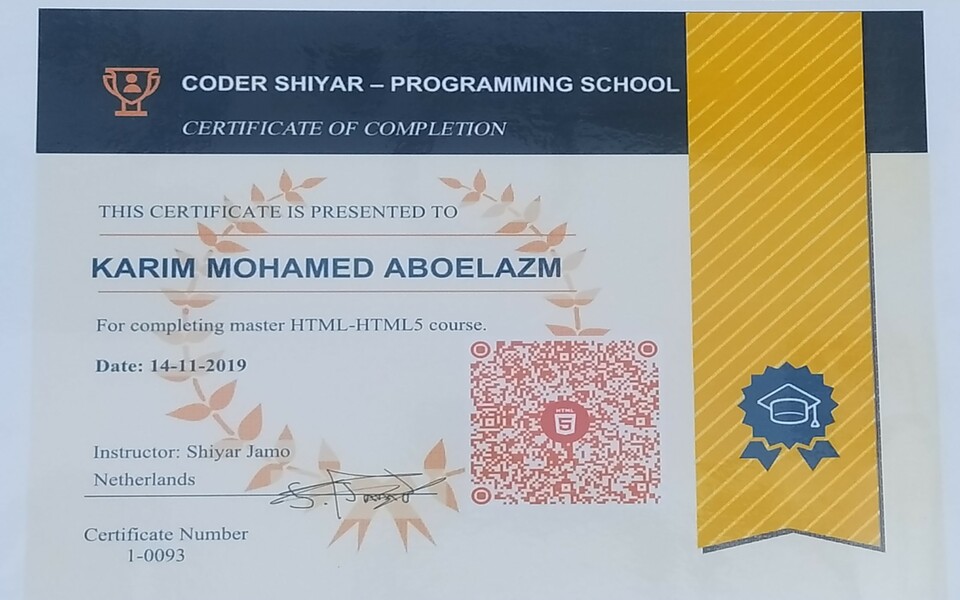 CODER SHIYAR – PROGRAMMING SCHOOL
CERTIFICATE OF COMPLETION
THIS CERTIFICATE IS PRESENTED TO
KARIM MOHAMED ABOELAZM
For completing master HTML-HTML5 course.
Date: 14-11-2019
HTML
5
Instructor: Shiyar Jamo
Netherlands
Certificate Number
1-0093